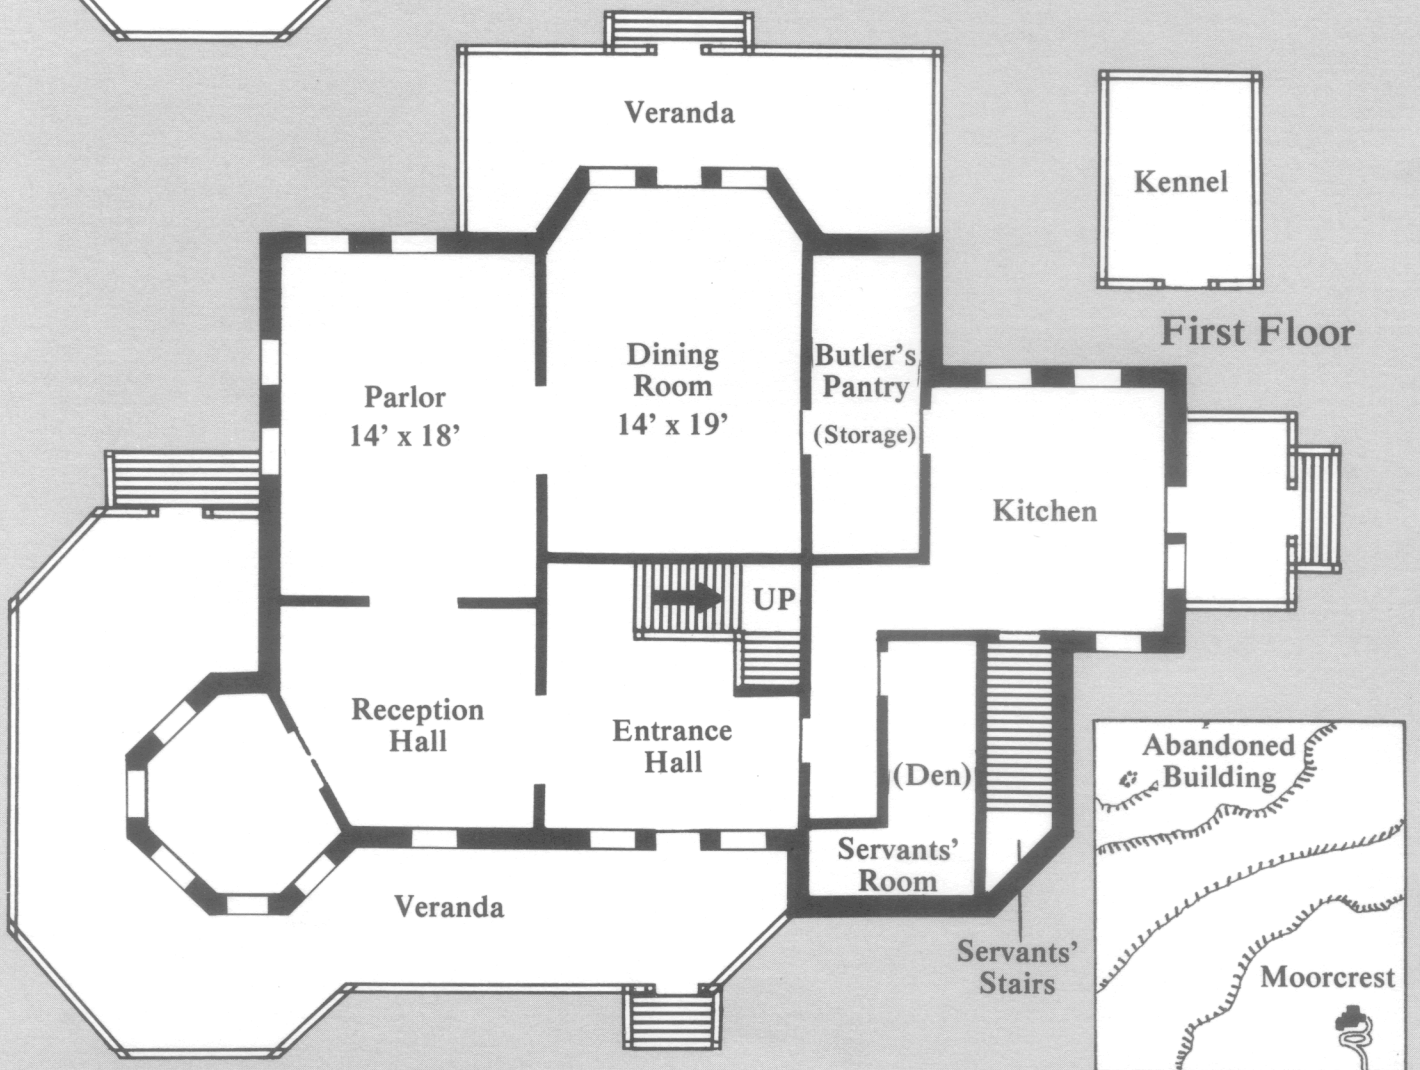 Veranda
Kennel
First Floor
Dining
Room
14’ x 19’
Butler’s
Pantry
(Storage)
Parlor
14’ x 18’
Kitchen
UP
Reception
Hall
Entrance
Hall
(Den)
Servants’
Room
Veranda
Servants’
Stairs
Abandoned
Building
Moorcrest